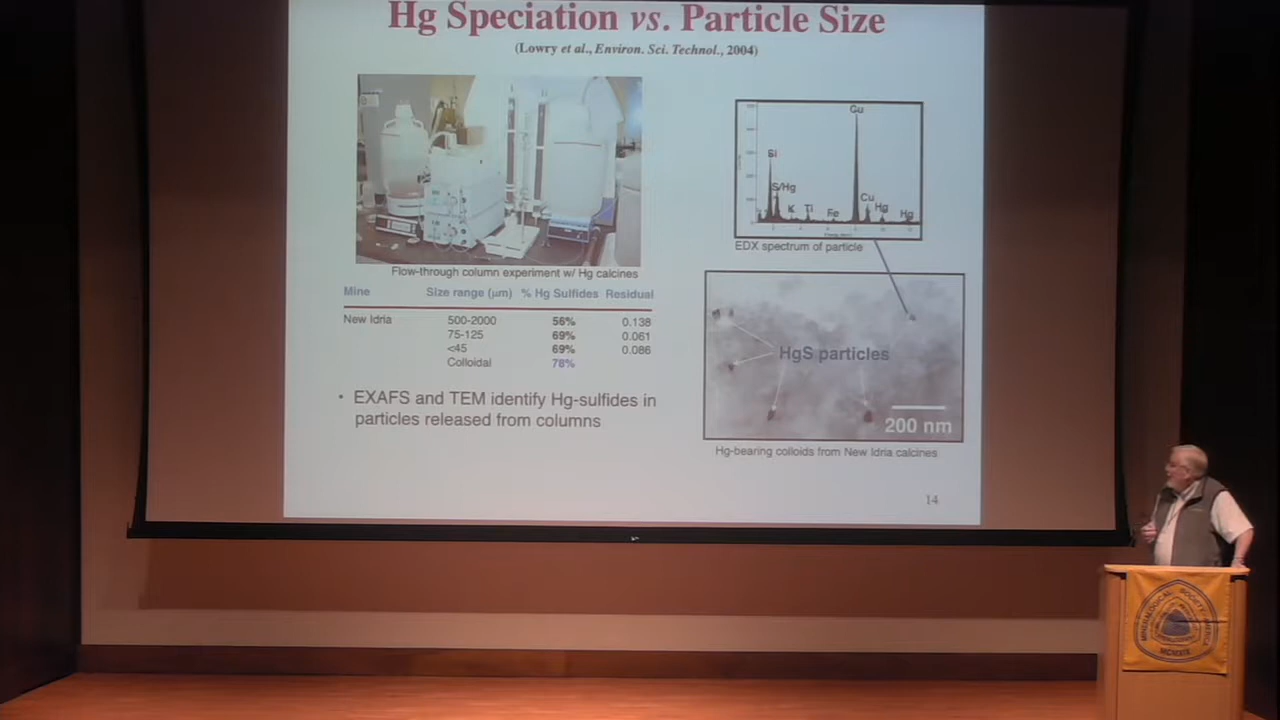 Hg Speciation vs. Particle Size
(Lowry et al., Environ. Sci. Technol., 2004)
Flow-through column experiment w/ Hg calcines
Mine Size range (μm) % Hg Sulfides Residual
New Idria 500-2000 56% 0.138
75-125 69% 0.061
<45 69% 0.086
Colloidal 78%
• EXAFS and TEM identify Hg-sulfides in
particles released from columns
Cu
Si
S/Hg
K Ti Fe Cu Hg Hg
EDX spectrum of particle
HgS particles
200 nm
Hg-bearing colloids from New Idria calcines
14
MINERALOGICAL SOCIETY AMERICA
MCMXIX